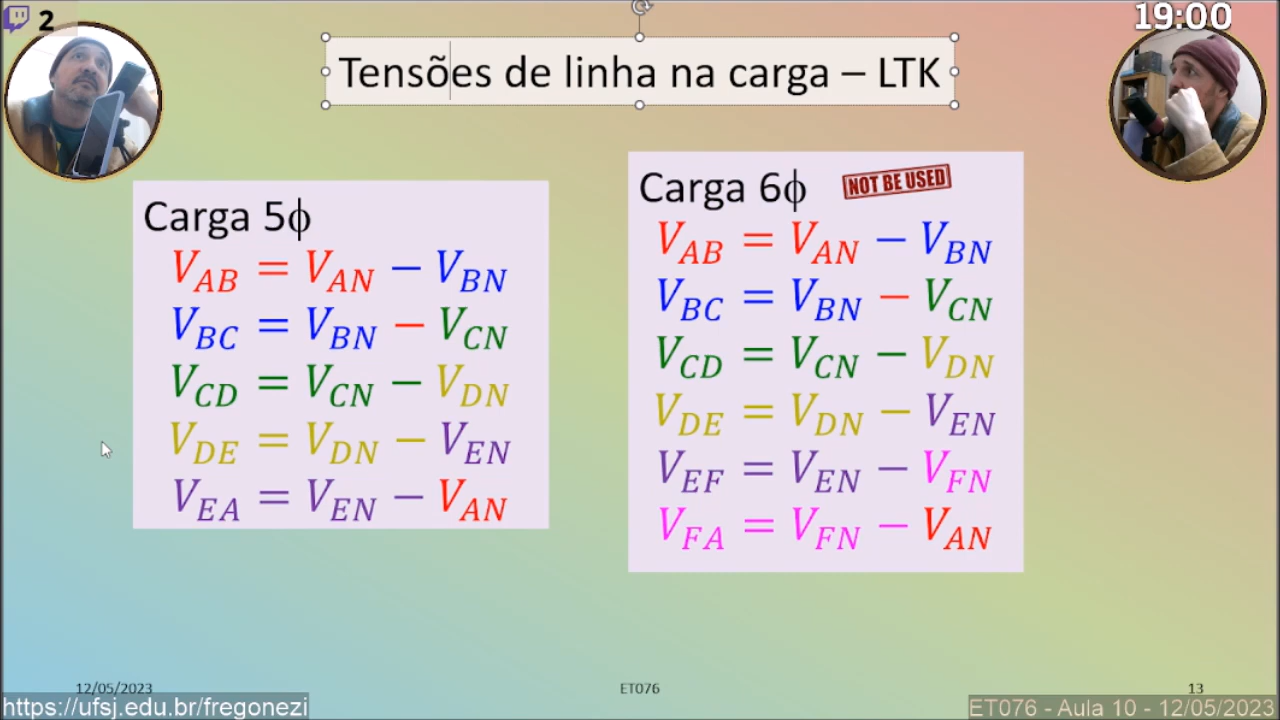 2
19:00
Tensões de linha na carga – LTK
Carga 5ϕ
V_AB = V_AN − V_BN
V_BC = V_BN − V_CN
V_CD = V_CN − V_DN
V_DE = V_DN − V_EN
V_EA = V_EN − V_AN
Carga 6ϕ
NOT BE USED
V_AB = V_AN − V_BN
V_BC = V_BN − V_CN
V_CD = V_CN − V_DN
V_DE = V_DN − V_EN
V_EF = V_EN − V_FN
V_FA = V_FN − V_AN
12/05/2023
ET076
13
https://ufsj.edu.br/fregonezi
ET076 - Aula 10 - 12/05/2023